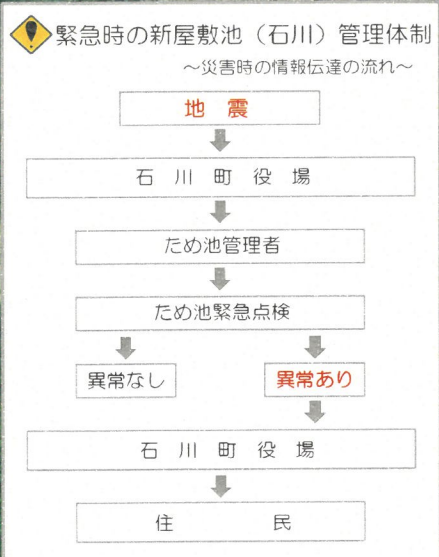 緊急時の新屋敷池（石川）管理体制
～災害時の情報伝達の流れ～
地 震
石 川 町 役 場
ため池管理者
ため池緊急点検
異常なし 異常あり
石 川 町 役 場
住 民